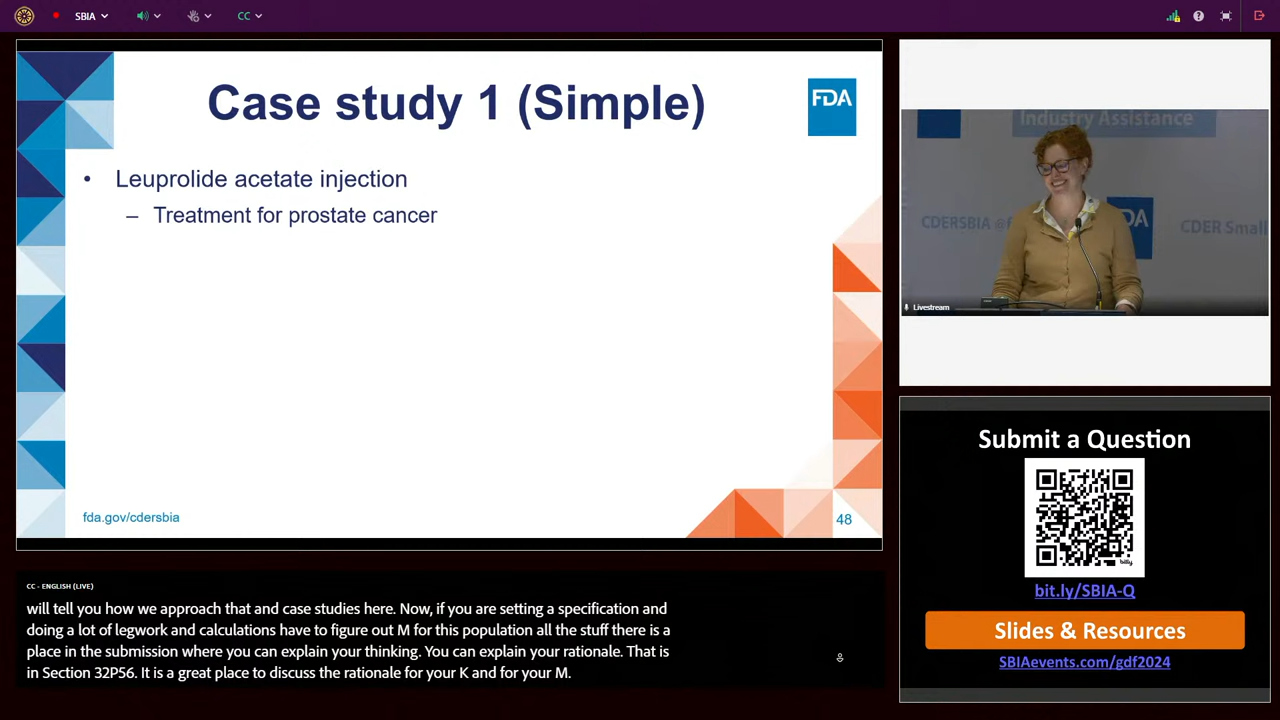 SBIA
CC
Case study 1 (Simple)
FDA
• Leuprolide acetate injection
– Treatment for prostate cancer
fda.gov/cdersbia
48
Industry Assistance
CDERSBIA @f
FDA
CDER Small
Livestream
Submit a Question
bitly
bit.ly/SBIA-Q
Slides & Resources
SBIAevents.com/gdf2024
CC - ENGLISH (LIVE)
will tell you how we approach that and case studies here. Now, if you are setting a specification and
doing a lot of legwork and calculations have to figure out M for this population all the stuff there is a
place in the submission where you can explain your thinking. You can explain your rationale. That is
in Section 32P56. It is a great place to discuss the rationale for your K and for your M.